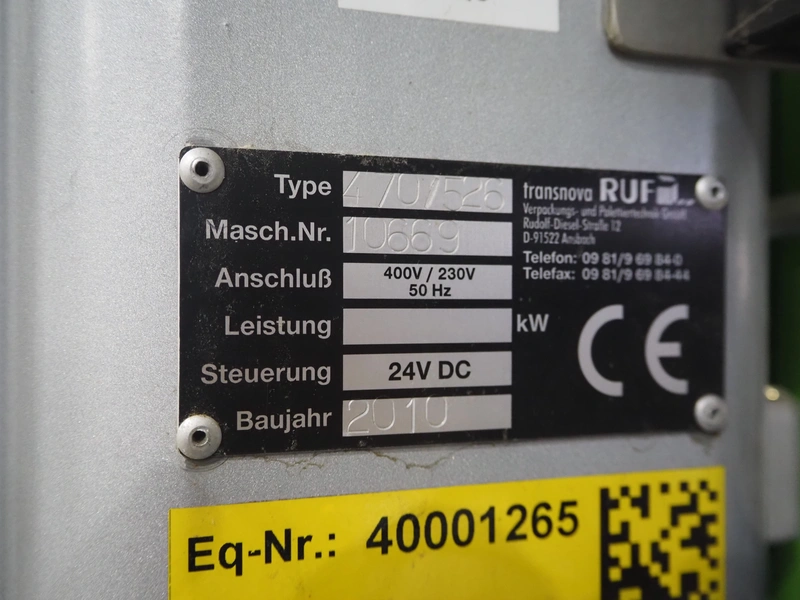 Type 4707526
Masch.Nr. 10669
Anschluß 400V / 230V
50 Hz
Leistung kW
Steuerung 24V DC
Baujahr 2010
transnova RUF
Verpackungs- und Palettiertechnik GmbH
Rudolf-Diesel-Straße 12
D-91522 Ansbach
Telefon: 09 81/9 69 84-0
Telefax: 09 81/9 69 84-44
CE
Eq-Nr.: 40001265